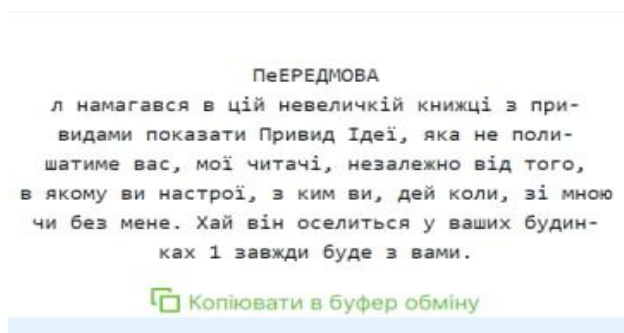 ПеЕРЕДМОВА
л намагався в цій невеличкій книжці з при-
видами показати Привид Ідеї, яка не поли-
шатиме вас, мої читачі, незалежно від того,
в якому ви настрої, з ким ви, дей коли, зі мною
чи без мене. Хай він оселиться у ваших будин-
ках 1 завжди буде з вами.
Копіювати в буфер обміну